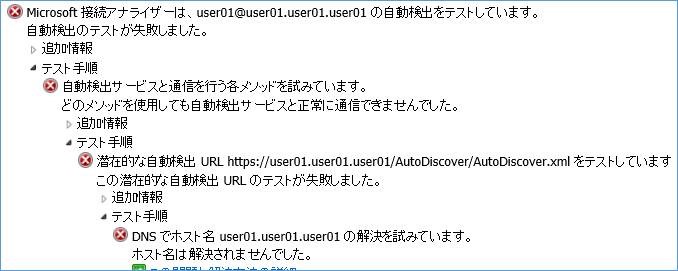 Microsoft 接続アナライザーは、user01@user01.user01.user01 の自動検出をテストしています。
自動検出のテストが失敗しました。
追加情報
テスト手順
自動検出サービスと通信を行う各メソッドを試みています。
どのメソッドを使用しても自動検出サービスと正常に通信できませんでした。
追加情報
テスト手順
潜在的な自動検出 URL https://user01.user01.user01/AutoDiscover/AutoDiscover.xml をテストしています
この潜在的な自動検出 URL のテストが失敗しました。
追加情報
テスト手順
DNS でホスト名 user01.user01.user01 の解決を試みています。
ホスト名は解決されませんでした。